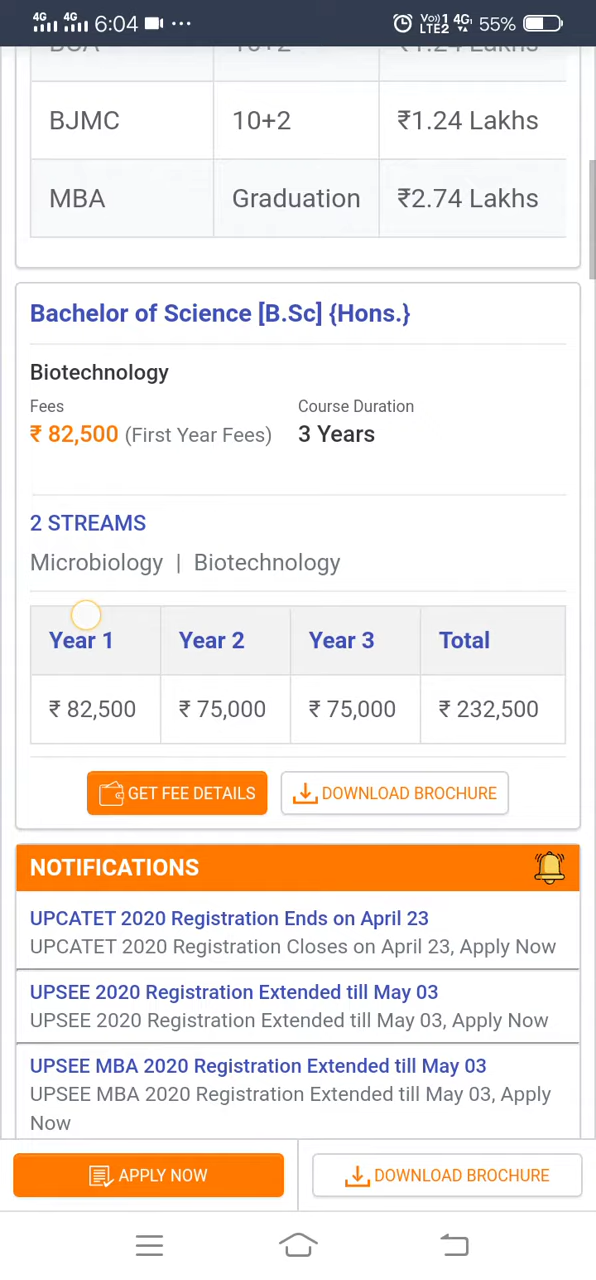 4G 4G 6:04 ... Vo))1 LTE2 4G 55%
BJMC 10+2 ₹1.24 Lakhs
MBA Graduation ₹2.74 Lakhs
Bachelor of Science [B.Sc] {Hons.}
Biotechnology
Fees Course Duration
₹ 82,500 (First Year Fees) 3 Years
2 STREAMS
Microbiology | Biotechnology
Year 1 Year 2 Year 3 Total
₹ 82,500 ₹ 75,000 ₹ 75,000 ₹ 232,500
GET FEE DETAILS DOWNLOAD BROCHURE
NOTIFICATIONS
UPCATET 2020 Registration Ends on April 23
UPCATET 2020 Registration Closes on April 23, Apply Now
UPSEE 2020 Registration Extended till May 03
UPSEE 2020 Registration Extended till May 03, Apply Now
UPSEE MBA 2020 Registration Extended till May 03
UPSEE MBA 2020 Registration Extended till May 03, Apply
Now
APPLY NOW DOWNLOAD BROCHURE